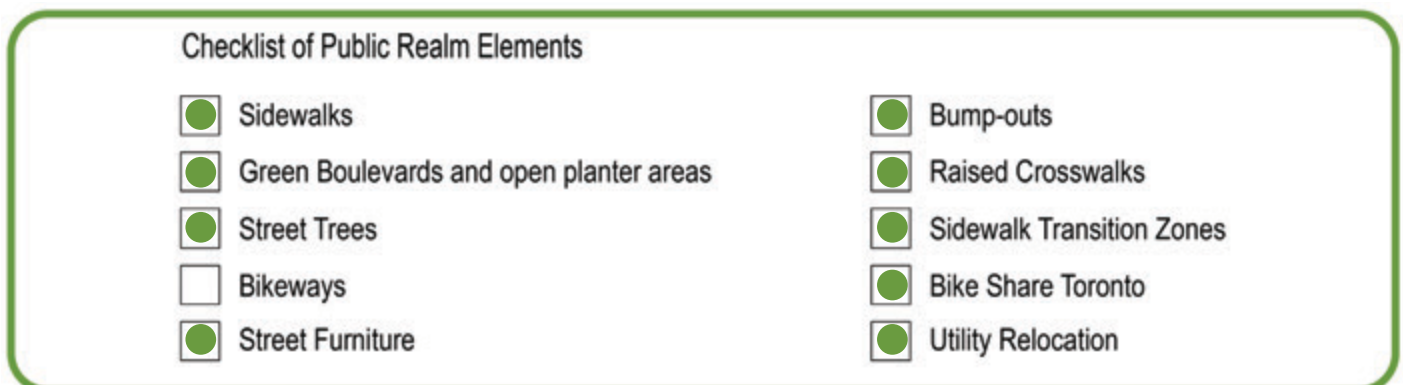 Checklist of Public Realm Elements
Sidewalks
Green Boulevards and open planter areas
Street Trees
Bikeways
Street Furniture
Bump-outs
Raised Crosswalks
Sidewalk Transition Zones
Bike Share Toronto
Utility Relocation